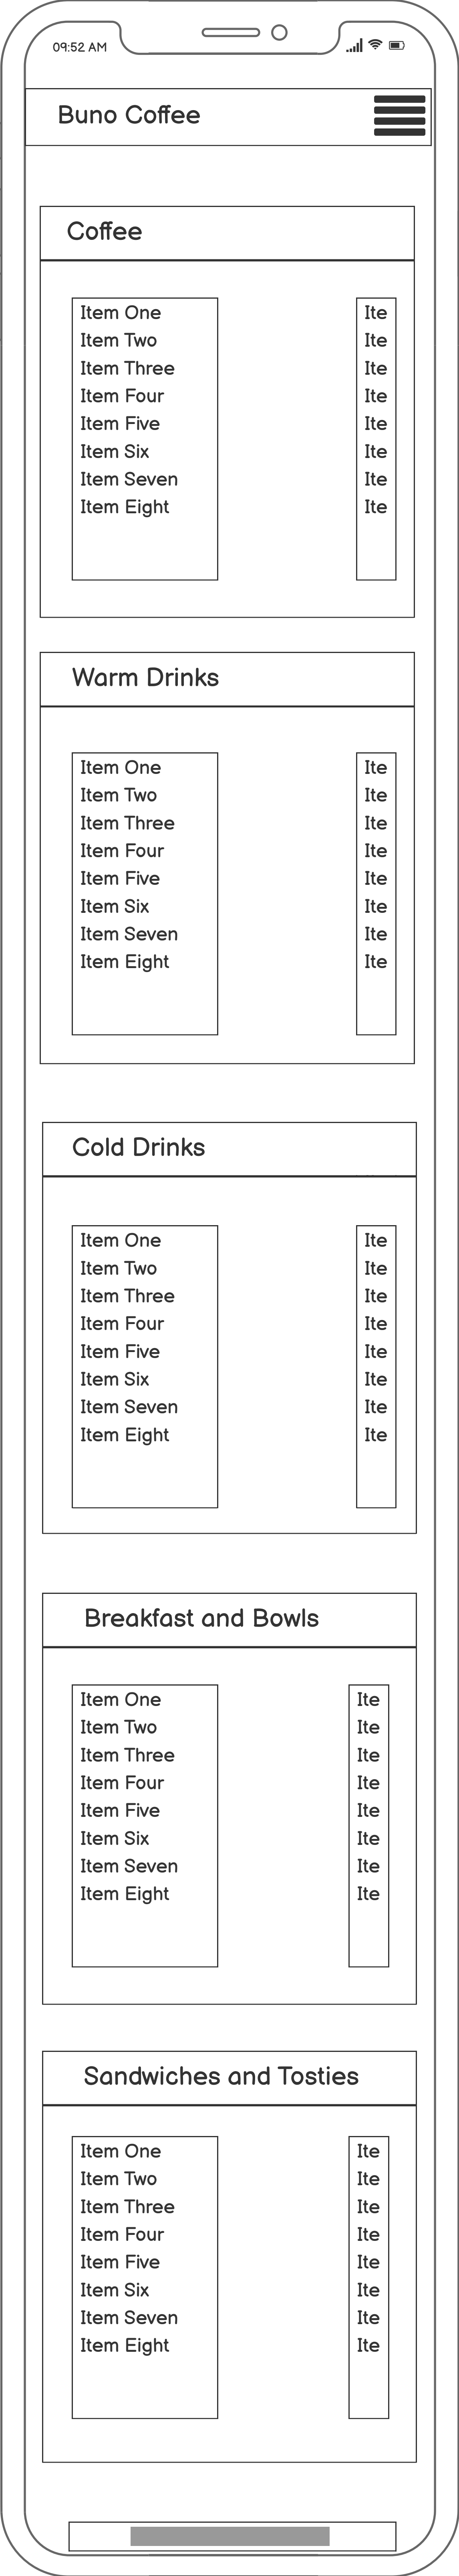 09:52 AM
Buno Coffee
Coffee
Item One Ite
Item Two Ite
Item Three Ite
Item Four Ite
Item Five Ite
Item Six Ite
Item Seven Ite
Item Eight Ite
Warm Drinks
Item One Ite
Item Two Ite
Item Three Ite
Item Four Ite
Item Five Ite
Item Six Ite
Item Seven Ite
Item Eight Ite
Cold Drinks
Item One Ite
Item Two Ite
Item Three Ite
Item Four Ite
Item Five Ite
Item Six Ite
Item Seven Ite
Item Eight Ite
Breakfast and Bowls
Item One Ite
Item Two Ite
Item Three Ite
Item Four Ite
Item Five Ite
Item Six Ite
Item Seven Ite
Item Eight Ite
Sandwiches and Tosties
Item One Ite
Item Two Ite
Item Three Ite
Item Four Ite
Item Five Ite
Item Six Ite
Item Seven Ite
Item Eight Ite